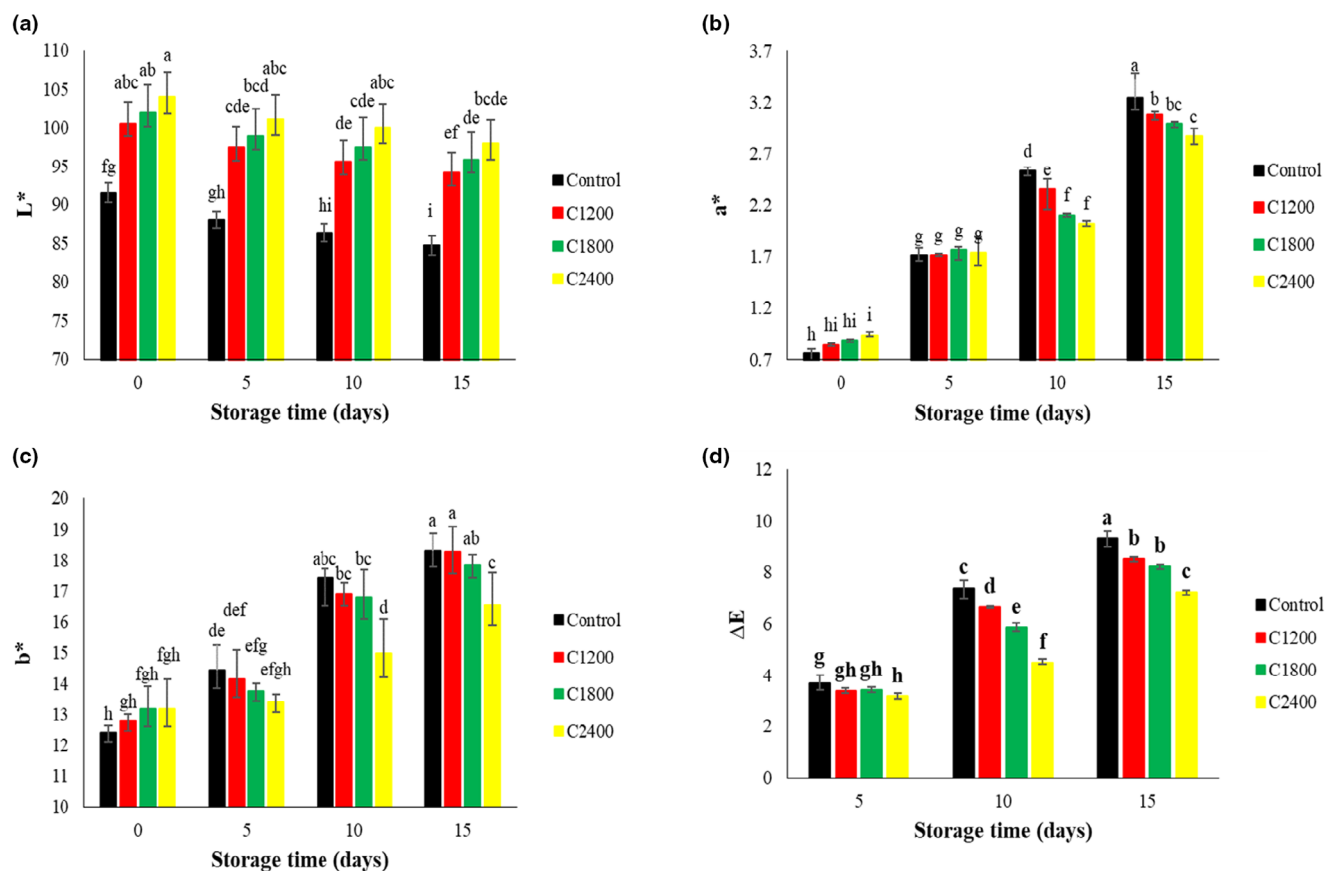 (a)
110
105
100
95
90
85
80
75
70
L*
fg abc ab a
gh cde bcd abc
hi de cde abc
i ef de bcde
0 5 10 15
Storage time (days)
Control
C1200
C1800
C2400
(b)
3.7
3.2
2.7
2.2
1.7
1.2
0.7
a*
h hi hi i
g g g g
d e f f
a b bc c
0 5 10 15
Storage time (days)
Control
C1200
C1800
C2400
(c)
20
19
18
17
16
15
14
13
12
11
10
b*
h gh fgh fgh
de def efg efgh
abc bc bc d
a a ab c
0 5 10 15
Storage time (days)
Control
C1200
C1800
C2400
(d)
12
10
8
6
4
2
0
ΔE
g gh gh h
c d e f
a b b c
5 10 15
Storage time (days)
Control
C1200
C1800
C2400